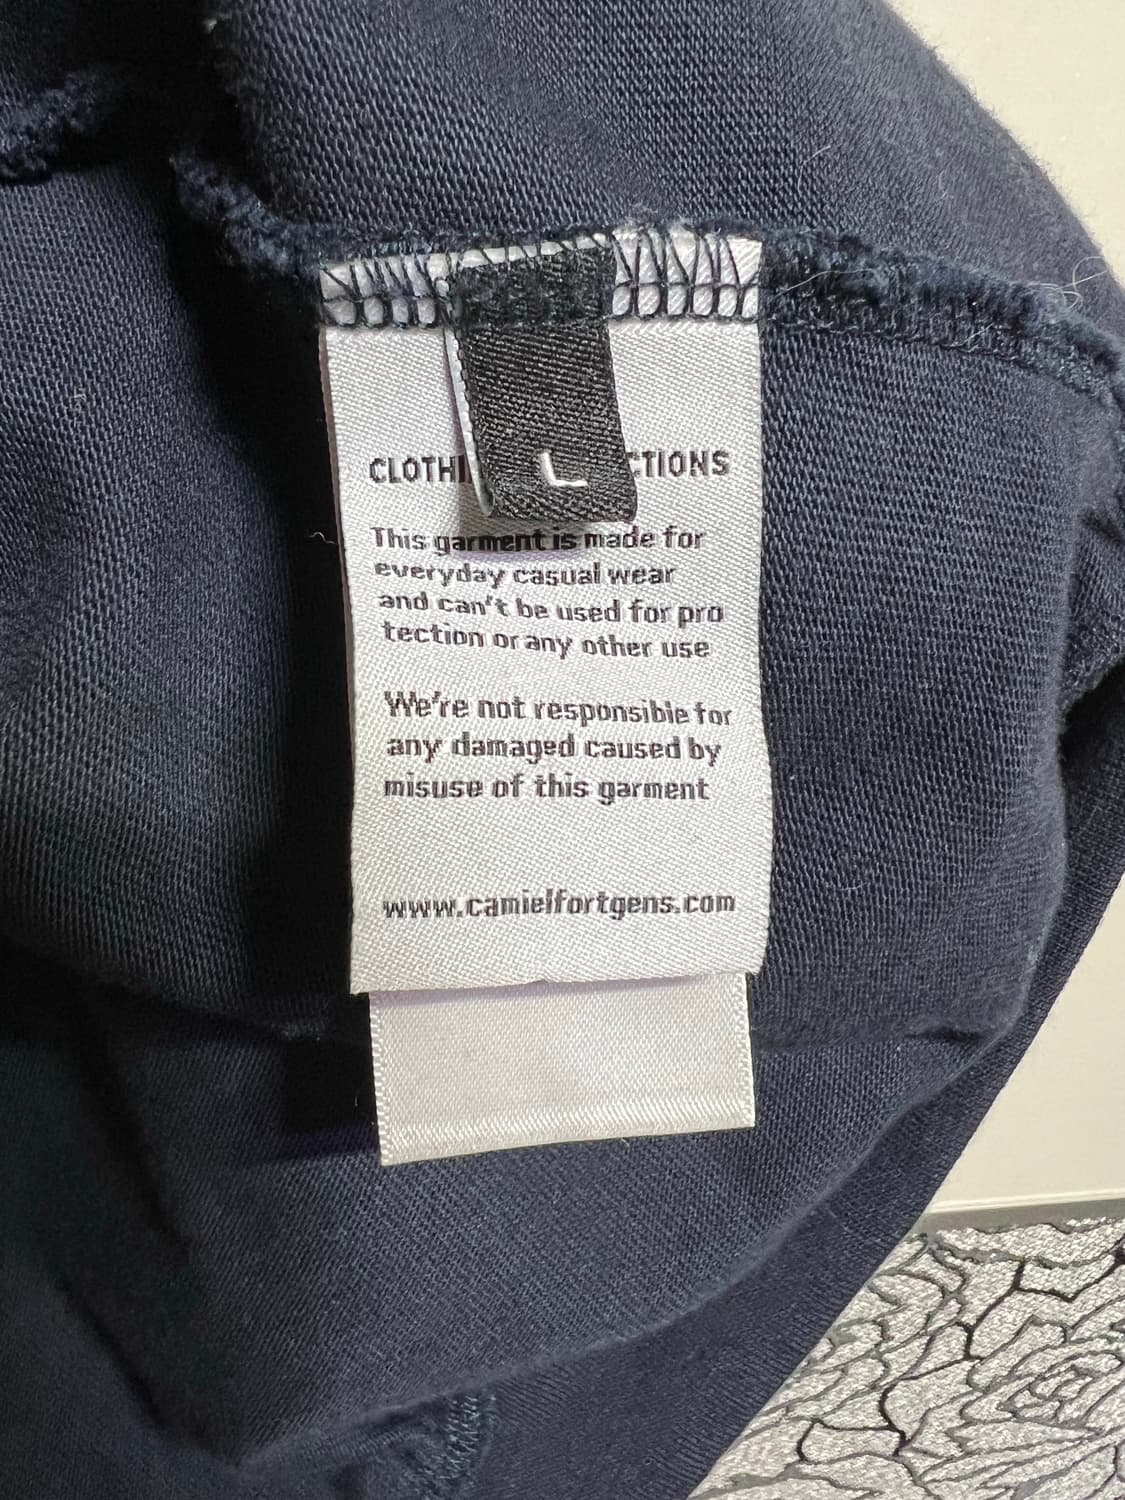 L
CLOTHI CTIONS
This garment is made for
everyday casual wear
and can't be used for pro
tection or any other use
We're not responsible for
any damaged caused by
misuse of this garment
www.camielfortgens.com